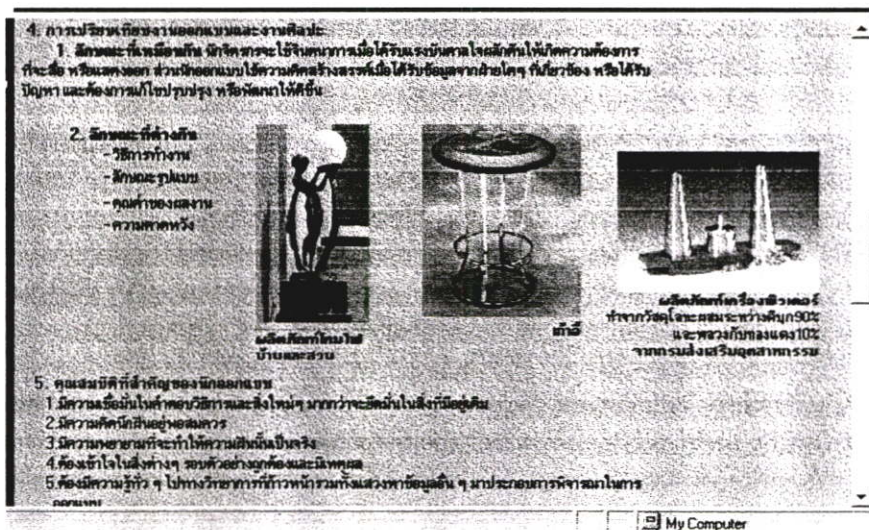 4. การเปรียบเทียบงานออกแบบและงานศิลปะ
1. ลักษณะที่เหมือนกัน นักจิตรกรจะใช้จินตนาการเมื่อได้รับแรงบันดาลใจผลักดันให้เกิดความต้องการ
ที่จะสื่อ หรือแสดงออก ส่วนนักออกแบบใช้ความคิดสร้างสรรค์เมื่อได้รับข้อมูลจากฝ่ายใดๆ ที่เกี่ยวข้อง หรือได้รับ
ปัญหา และต้องการแก้ไขปรุบปรุง หรือพัฒนาให้ดีขึ้น
2. ลักษณะที่ต่างกัน
- วิธีการทำงาน
- ลักษณะรูปแบบ
- คุณค่าของผลงาน
- ความคาดหวัง
ผลิตภัณฑ์โคมไฟ
บ้านและสวน
เก้าอี้
ผลิตภัณฑ์เครื่องพิวเตอร์
ทำจากวัสดุโลหะผสมระหว่างดีบุก90%
และพลวงกับทองแดง10%
จากกรมส่งเสริมอุตสาหกรรม
5. คุณสมบัติที่สำคัญของนักออกแบบ
1.มีความเชื่อมั่นในคำตอบวิธีการและสิ่งใหม่ๆ มากกว่าจะยึดมั่นในสิ่งที่มีอยู่เดิม
2.มีความคิดนึกฝันอยู่พอสมควร
3.มีความพยายามที่จะทำให้ความฝันนั้นเป็นจริง
4.ต้องเข้าใจในสิ่งต่างๆ รอบตัวอย่างถูกต้องและมีเหตุผล
5.ต้องมีความรู้ทั่ว ๆ ไปทางวิทยาการที่ก้าวหน้ารวมทั้งแสวงหาข้อมูลอื่น ๆ มาประกอบการพิจารณาในการ
ออกแบบ
My Computer